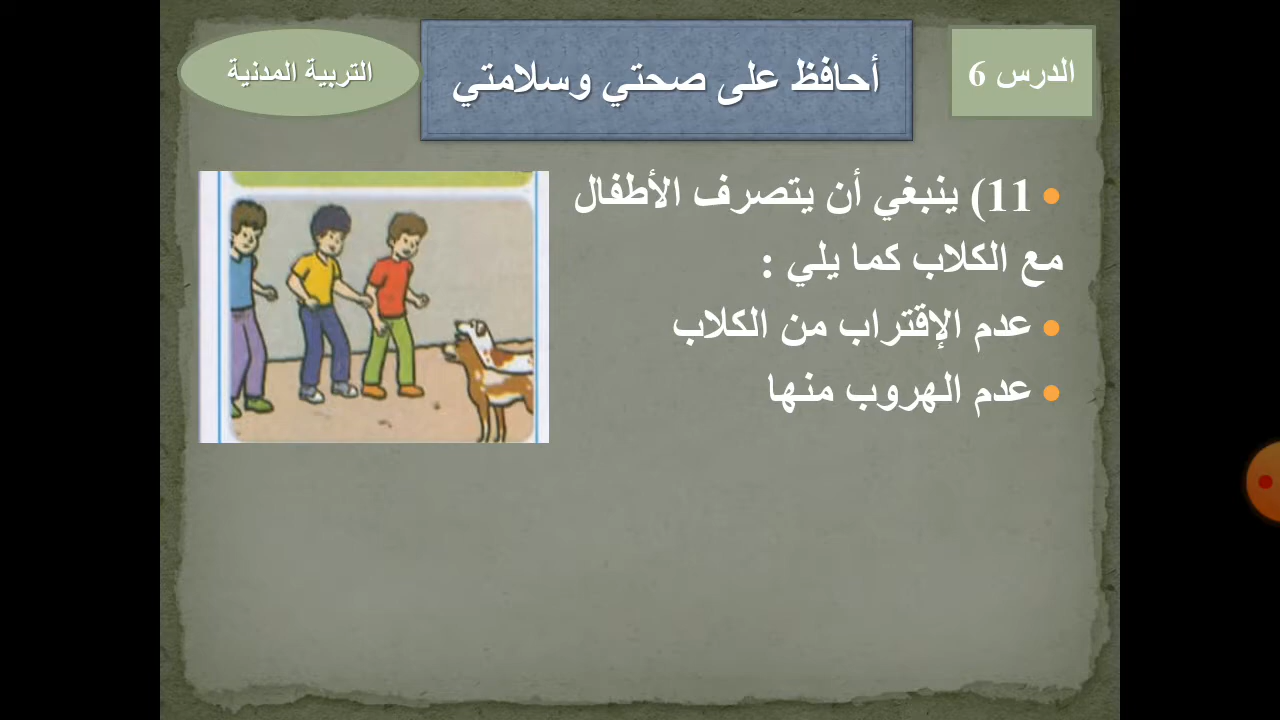 الدرس 6
أحافظ على صحتي وسلامتي
التربية المدنية
11) ينبغي أن يتصرف الأطفال
مع الكلاب كما يلي :
عدم الإقتراب من الكلاب
عدم الهروب منها